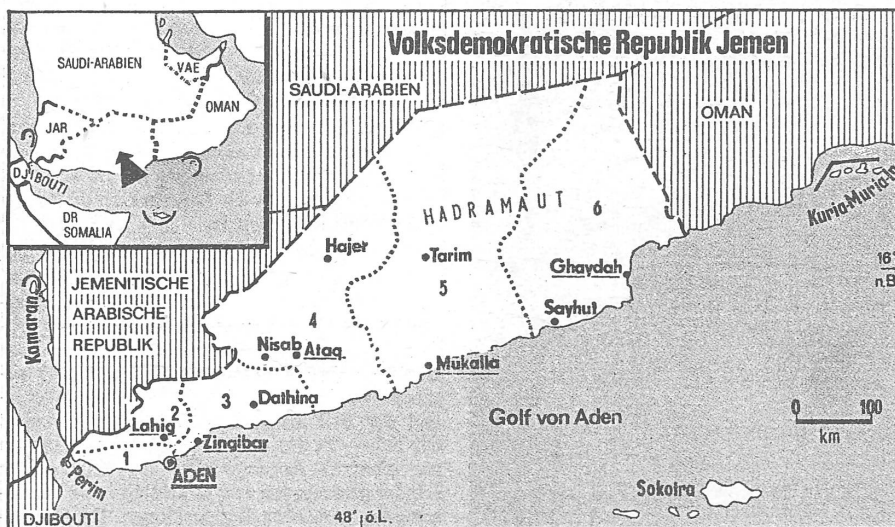 Volksdemokratische Republik Jemen
SAUDI-ARABIEN
VAE
OMAN
JAR
DJIBOUTI
DR
SOMALIA
SAUDI-ARABIEN
OMAN
Kuria-Muria-In
HADRAMAUT
6
Hajer
Tarim
Ghaydah
16°
n.B
JEMENITISCHE
ARABISCHE
REPUBLIK
Kamaran
4
5
Sayhut
Nisab
Ataq
Mükalla
2
3
Dathina
Lahig
Zingibar
Golf von Aden
0 100
km
1
ADEN
Perim
Sokotra
DJIBOUTI
48° ö.L.